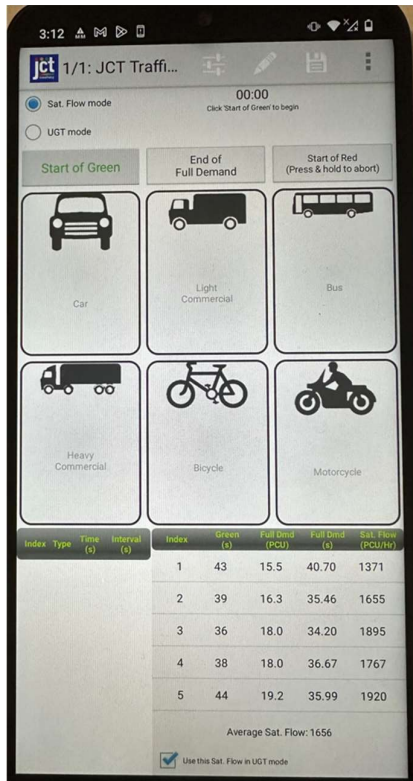 3:12
jct 1/1: JCT Traffi...
Sat. Flow mode
00:00
Click 'Start of Green' to begin
UGT mode
Start of Green
End of
Full Demand
Start of Red
(Press & hold to abort)
Car
Light
Commercial
Bus
Heavy
Commercial
Bicycle
Motorcycle
Index Type Time (s) Interval (s)
Index Green (s) Full Dmd (PCU) Full Dmd (s) Sat. Flow (PCU/Hr)
1 43 15.5 40.70 1371
2 39 16.3 35.46 1655
3 36 18.0 34.20 1895
4 38 18.0 36.67 1767
5 44 19.2 35.99 1920
Average Sat. Flow: 1656
Use this Sat. Flow in UGT mode